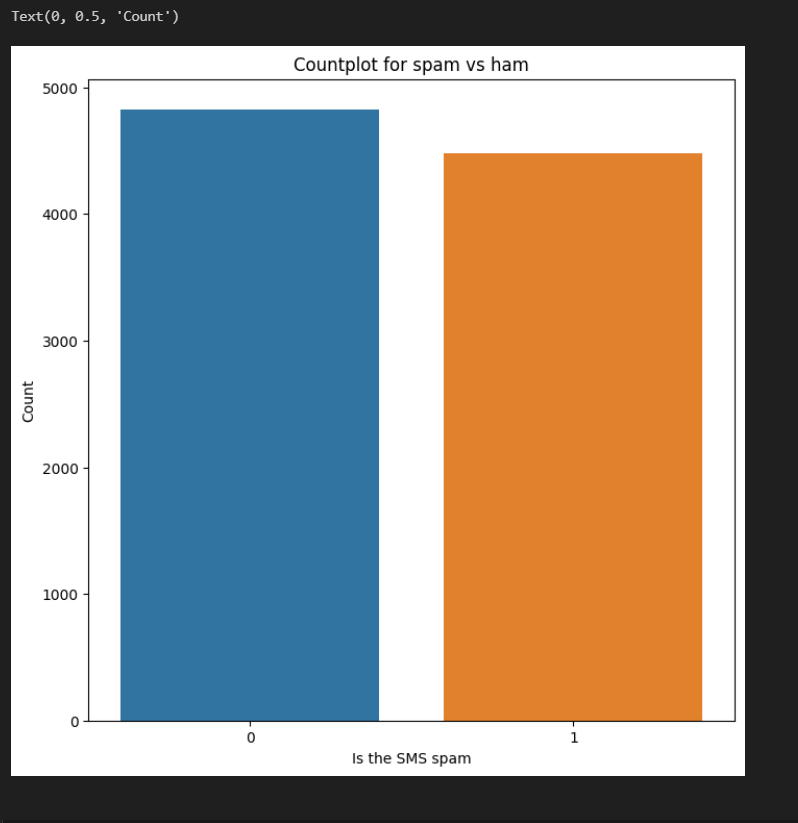 Text(0, 0.5, 'Count')
Countplot for spam vs ham
5000
4000
3000
2000
1000
0
Count
0 1
Is the SMS spam